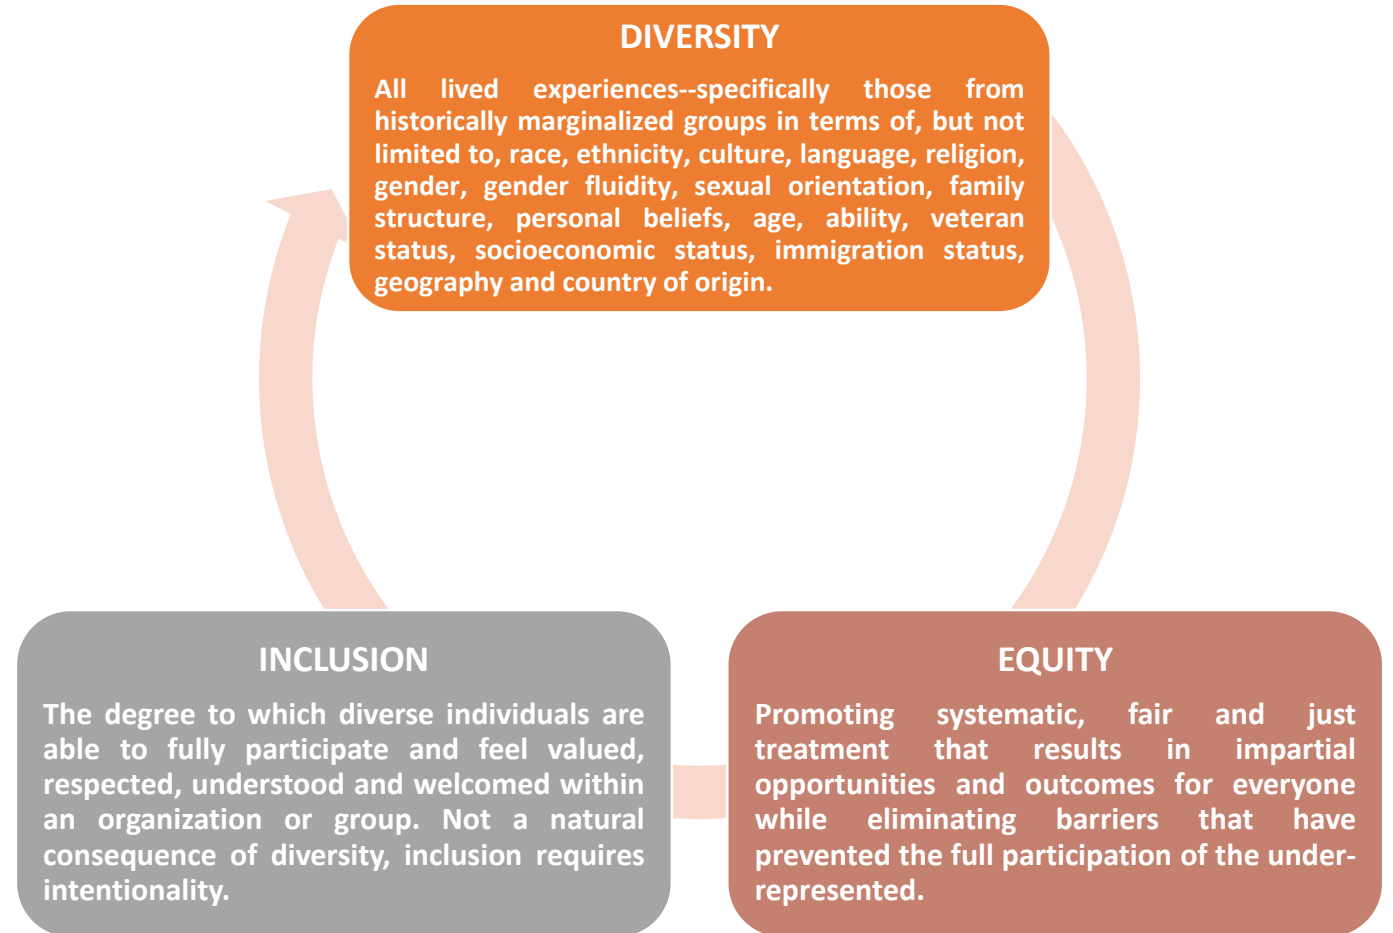 DIVERSITY
All lived experiences--specifically those from
historically marginalized groups in terms of, but not
limited to, race, ethnicity, culture, language, religion,
gender, gender fluidity, sexual orientation, family
structure, personal beliefs, age, ability, veteran
status, socioeconomic status, immigration status,
geography and country of origin.
INCLUSION
The degree to which diverse individuals are
able to fully participate and feel valued,
respected, understood and welcomed within
an organization or group. Not a natural
consequence of diversity, inclusion requires
intentionality.
EQUITY
Promoting systematic, fair and just
treatment that results in impartial
opportunities and outcomes for everyone
while eliminating barriers that have
prevented the full participation of the under-
represented.